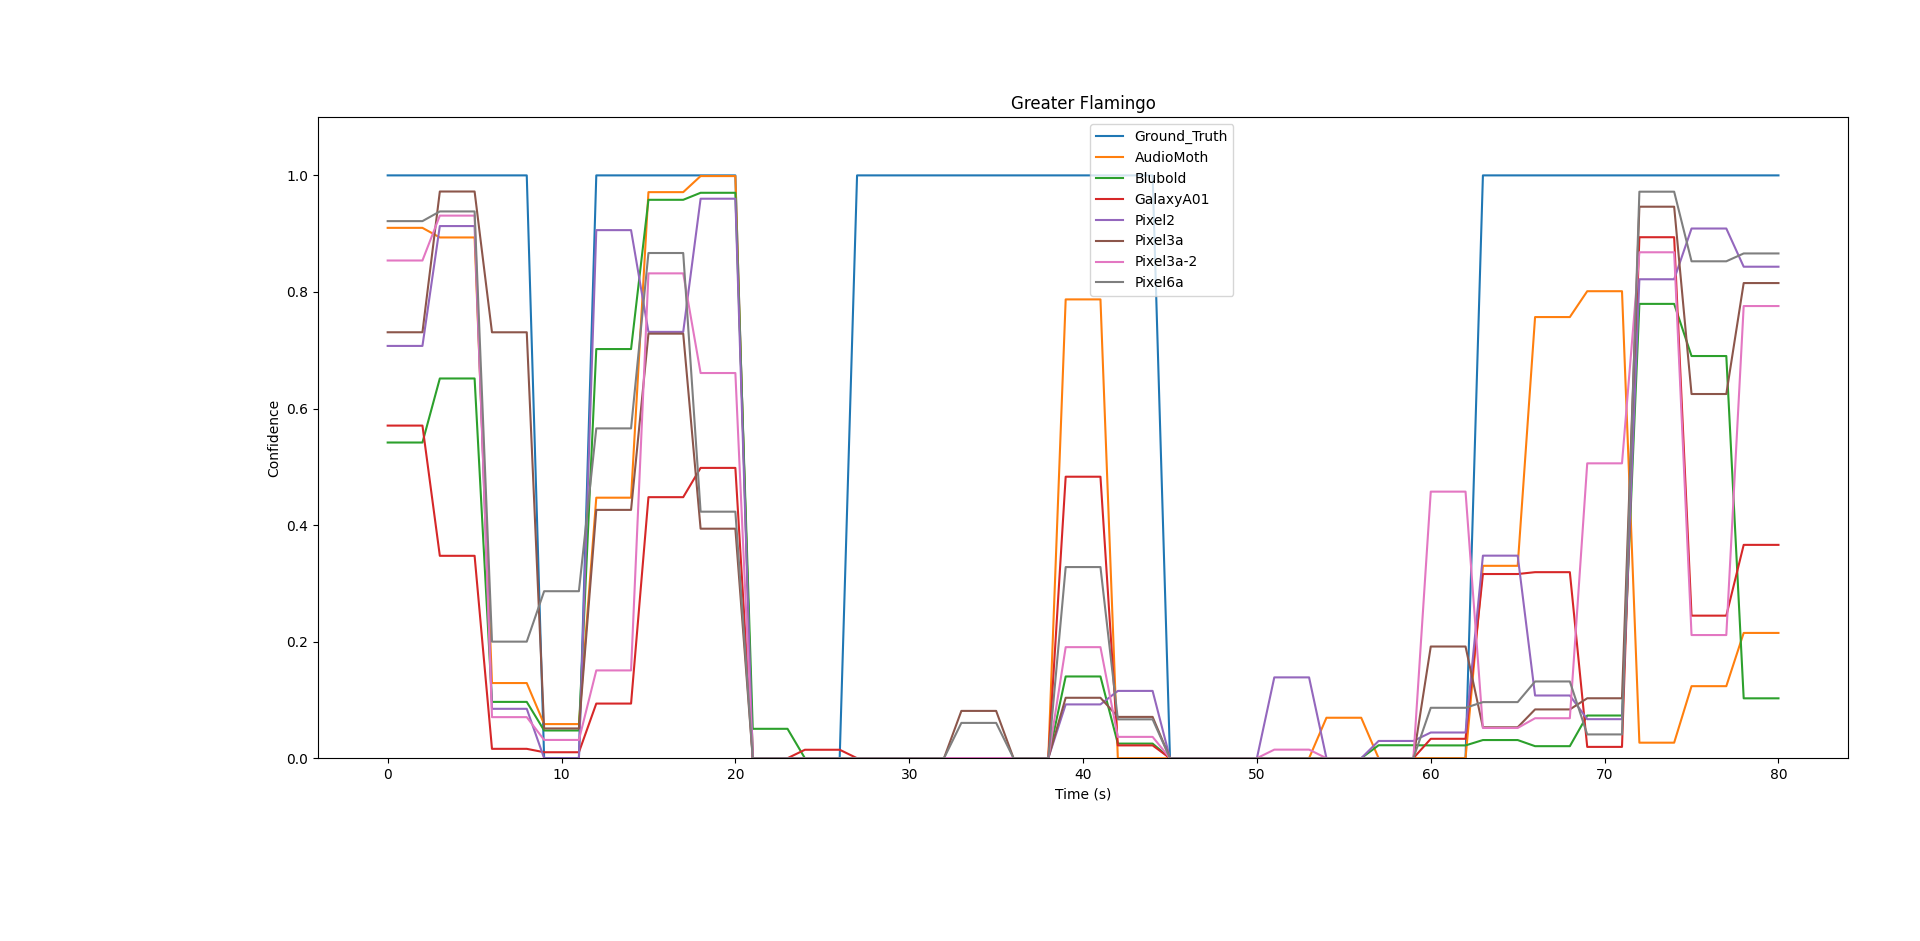 Greater Flamingo
Ground_Truth
AudioMoth
Blubold
GalaxyA01
Pixel2
Pixel3a
Pixel3a-2
Pixel6a
1.0
0.8
0.6
0.4
0.2
0.0
Confidence
0 10 20 30 40 50 60 70 80
Time (s)